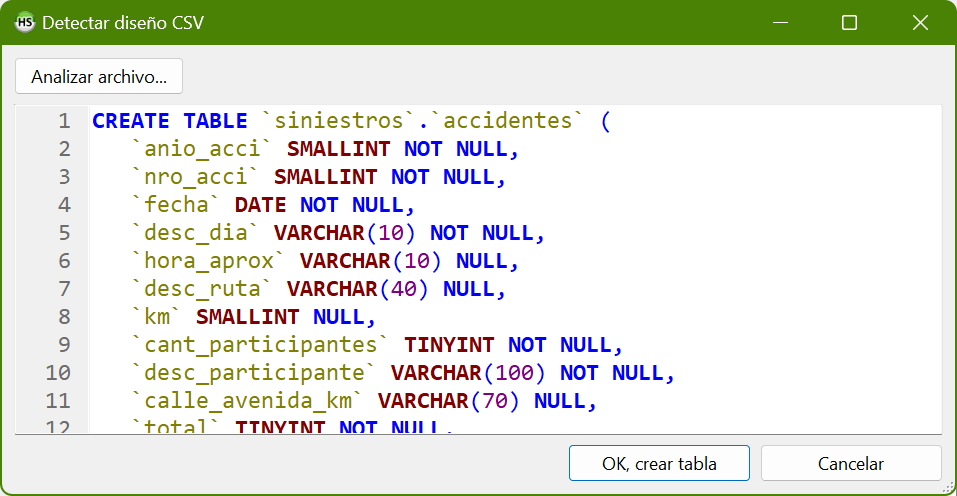 HS Detectar diseño CSV
Analizar archivo...
1 CREATE TABLE `siniestros`.`accidentes` (
2 `anio_acci` SMALLINT NOT NULL,
3 `nro_acci` SMALLINT NOT NULL,
4 `fecha` DATE NOT NULL,
5 `desc_dia` VARCHAR(10) NOT NULL,
6 `hora_aprox` VARCHAR(10) NULL,
7 `desc_ruta` VARCHAR(40) NULL,
8 `km` SMALLINT NULL,
9 `cant_participantes` TINYINT NOT NULL,
10 `desc_participante` VARCHAR(100) NOT NULL,
11 `calle_avenida_km` VARCHAR(70) NULL,
12 `total` TINYINT NOT NULL,
OK, crear tabla Cancelar